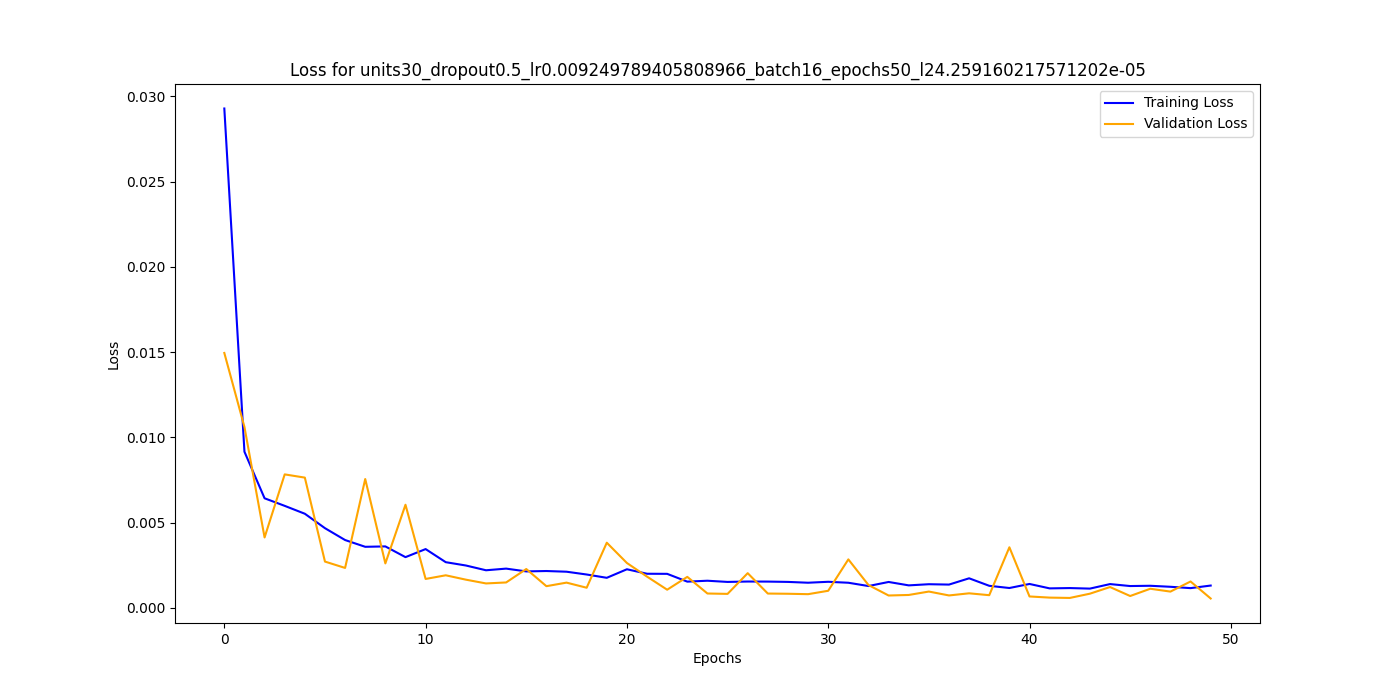 Loss for units30_dropout0.5_lr0.009249789405808966_batch16_epochs50_l24.259160217571202e-05
Training Loss
Validation Loss
0.030
0.025
0.020
0.015
0.010
0.005
0.000
Loss
0 10 20 30 40 50
Epochs